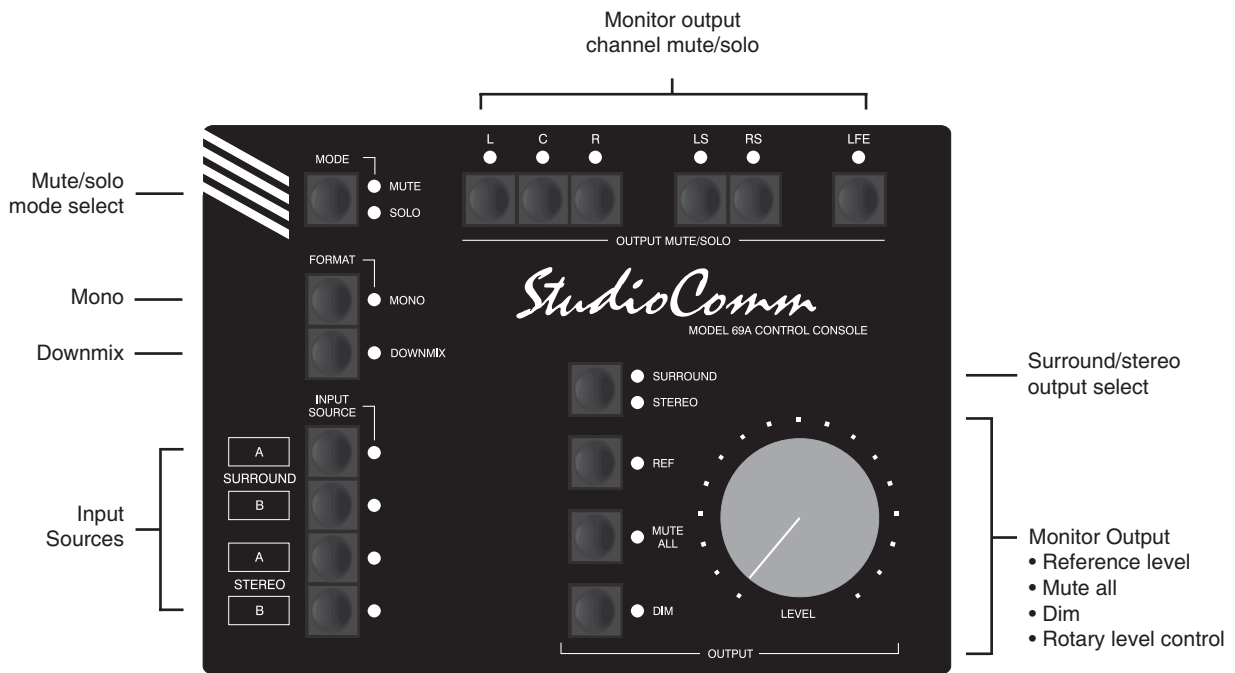 Monitor output
channel mute/solo
L C R LS RS LFE
MODE
MUTE
SOLO
OUTPUT MUTE/SOLO
Mute/solo
mode select
FORMAT
MONO
DOWNMIX
Mono
Downmix
StudioComm
MODEL 69A CONTROL CONSOLE
SURROUND
STEREO
Surround/stereo
output select
INPUT
SOURCE
A
SURROUND
B
A
STEREO
B
Input
Sources
REF
MUTE
ALL
DIM
LEVEL
OUTPUT
Monitor Output
• Reference level
• Mute all
• Dim
• Rotary level control